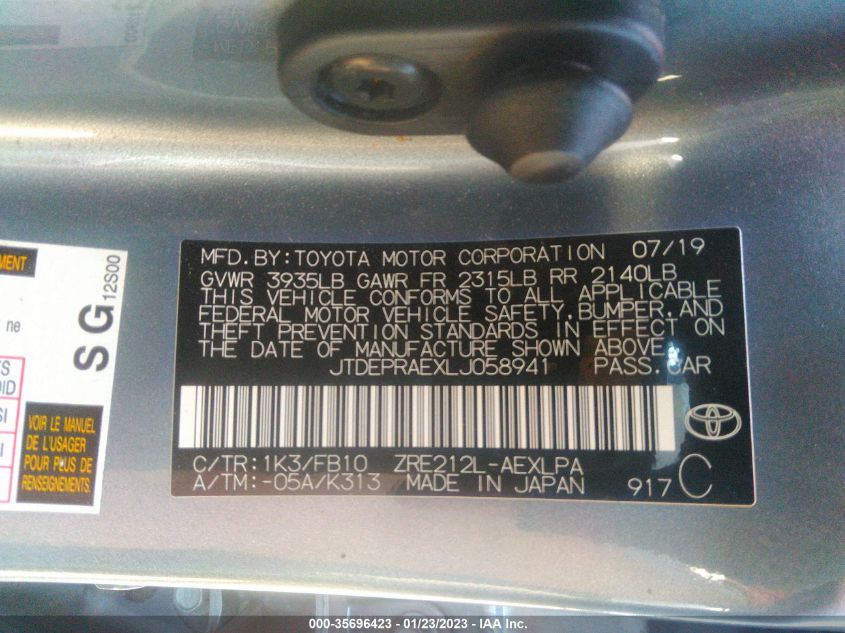 MFD.BY:TOYOTA MOTOR CORPORATION 07/19
GVWR 3935LB GAWR FR 2315LB RR 2140LB
THIS VEHICLE CONFORMS TO ALL APPLICABLE
FEDERAL MOTOR VEHICLE SAFETY,BUMPER,AND
THEFT PREVENTION STANDARDS IN EFFECT ON
THE DATE OF MANUFACTURE SHOWN ABOVE.
JTDEPRAEXLJ058941 PASS.CAR
C/TR:1K3/FB10 ZRE212L-AEXLPA
A/TM:-05A/K313 MADE IN JAPAN 917 C
SG
12S00
ne
VOIR LE MANUEL
DE L'USAGER
POUR PLUS DE
RENSEIGNEMENTS.
000-35696423 - 01/23/2023 - IAA Inc.